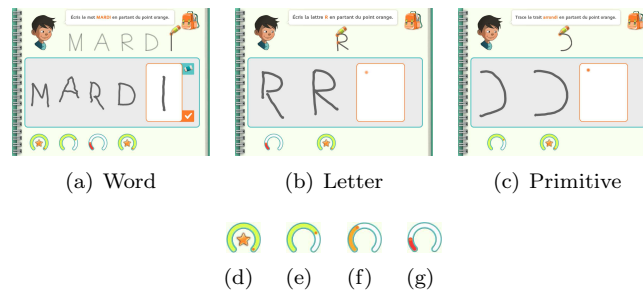 Écris le mot MARDI en partant du point orange.
Écris la lettre R en partant du point orange.
Trace le trait arrondi en partant du point orange.
MARDI
R
MARDI
R R
(a) Word
(b) Letter
(c) Primitive
(d) (e) (f) (g)